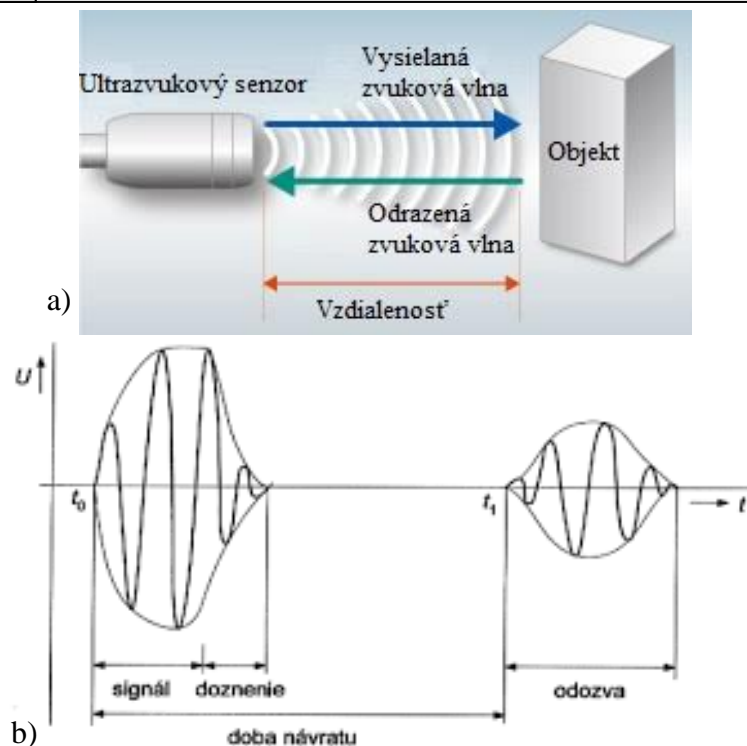 Ultrazvukový senzor
Vysielaná
zvuková vlna
Objekt
Odrazená
zvuková vlna
Vzdialenosť
a)
U
t0
t1
t
signál
doznenie
odozva
doba návratu
b)